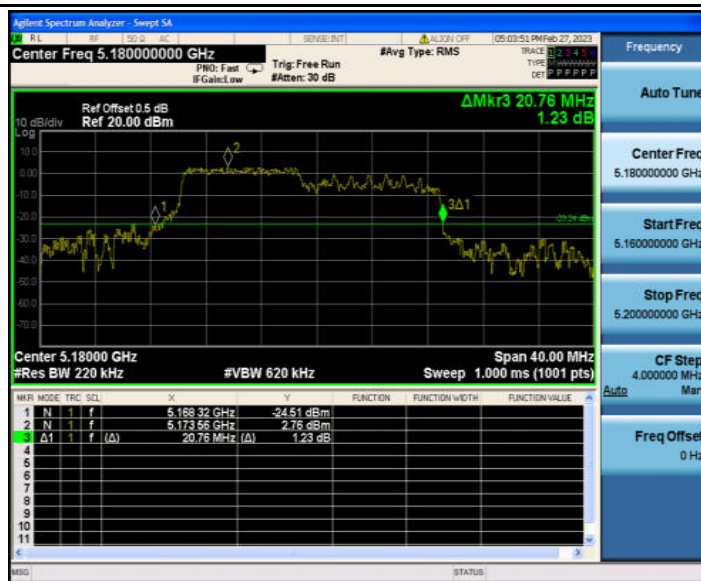 Agilent Spectrum Analyzer - Swept SA
RL RF 50 Ω AC SENSE:INT ALIGN OFF 05:03:51 PM Feb 27, 2023
Center Freq 5.180000000 GHz
PNO: Fast
IFGain:Low
Trig: Free Run
#Atten: 30 dB
#Avg Type: RMS
TRACE 1 2 3 4 5 6
TYPE
DET P P P P P P
Frequency
Auto Tune
Center Freq
5.180000000 GHz
Start Freq
5.160000000 GHz
Stop Freq
5.200000000 GHz
CF Step
4.000000 MHz
Auto Man
Freq Offset
0 Hz
Ref Offset 0.5 dB
10 dB/div Ref 20.00 dBm
Log
ΔMkr3 20.76 MHz
1.23 dB
10.0
0.00
-10.0
-20.0
-30.0
-40.0
-50.0
-60.0
-70.0
1
2
3Δ1
-23.24 dBm
Center 5.18000 GHz Span 40.00 MHz
#Res BW 220 kHz #VBW 620 kHz Sweep 1.000 ms (1001 pts)
MKR MODE TRC SCL X Y FUNCTION FUNCTION WIDTH FUNCTION VALUE
1 N 1 f 5.168 32 GHz -24.51 dBm
2 N 1 f 5.173 56 GHz 2.76 dBm
3 Δ1 1 f (Δ) 20.76 MHz (Δ) 1.23 dB
4
5
6
7
8
9
10
11
MSG STATUS